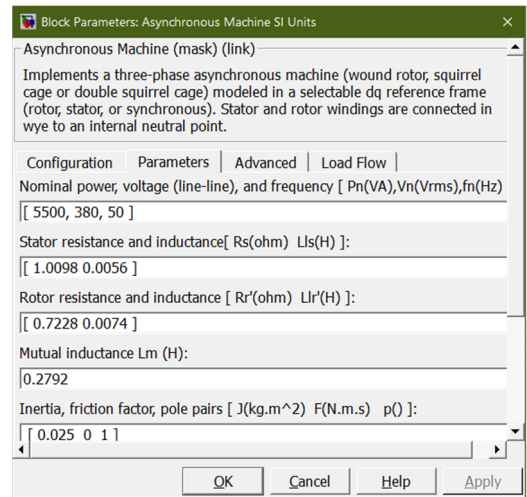 Block Parameters: Asynchronous Machine SI Units
Asynchronous Machine (mask) (link)
Implements a three-phase asynchronous machine (wound rotor, squirrel
cage or double squirrel cage) modeled in a selectable dq reference frame
(rotor, stator, or synchronous). Stator and rotor windings are connected in
wye to an internal neutral point.
Configuration Parameters Advanced Load Flow
Nominal power, voltage (line-line), and frequency [ Pn(VA),Vn(Vrms),fn(Hz)
[ 5500, 380, 50 ]
Stator resistance and inductance[ Rs(ohm) Lls(H) ]:
[ 1.0098 0.0056 ]
Rotor resistance and inductance [ Rr'(ohm) Llr'(H) ]:
[ 0.7228 0.0074 ]
Mutual inductance Lm (H):
0.2792
Inertia, friction factor, pole pairs [ J(kg.m^2) F(N.m.s) p() ]:
[ 0.025 0 1 ]
OK Cancel Help Apply